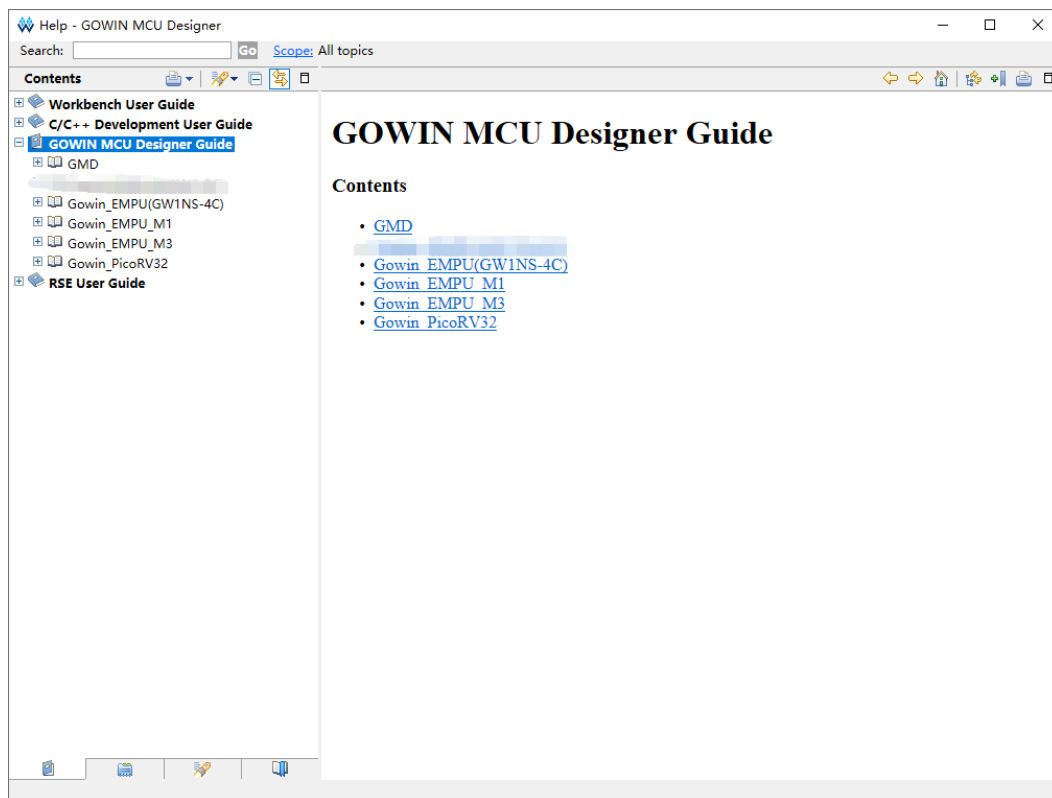 Help - GOWIN MCU Designer
Search: Go Scope: All topics
Contents
Workbench User Guide
C/C++ Development User Guide
GOWIN MCU Designer Guide
GMD
Gowin_EMPU(GW1NS-4C)
Gowin_EMPU_M1
Gowin_EMPU_M3
Gowin_PicoRV32
RSE User Guide
GOWIN MCU Designer Guide
Contents
• GMD
• Gowin_EMPU(GW1NS-4C)
• Gowin_EMPU_M1
• Gowin_EMPU_M3
• Gowin_PicoRV32